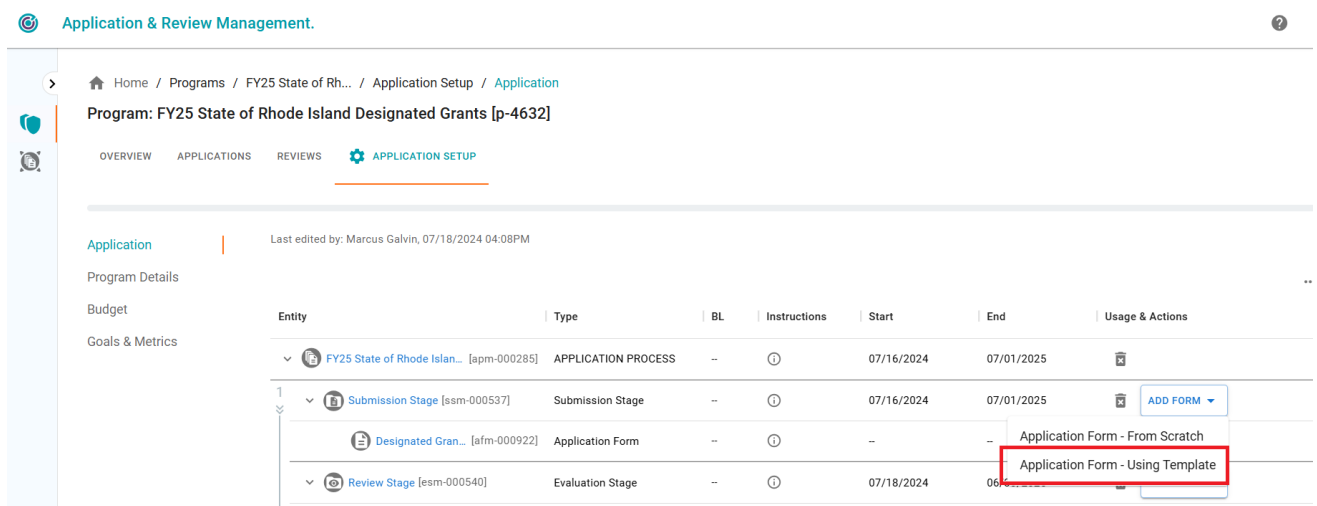 Application & Review Management.
Home / Programs / FY25 State of Rh... / Application Setup / Application
Program: FY25 State of Rhode Island Designated Grants [p-4632]
OVERVIEW APPLICATIONS REVIEWS APPLICATION SETUP
Application
Program Details
Budget
Goals & Metrics
Last edited by: Marcus Galvin, 07/18/2024 04:08PM
Entity Type BL Instructions Start End Usage & Actions
FY25 State of Rhode Islan... [apm-000285] APPLICATION PROCESS -- 07/16/2024 07/01/2025
1 Submission Stage [ssm-000537] Submission Stage -- 07/16/2024 07/01/2025 ADD FORM
Designated Gran... [afm-000922] Application Form -- -- --
Application Form - From Scratch
Application Form - Using Template
Review Stage [esm-000540] Evaluation Stage -- 07/18/2024